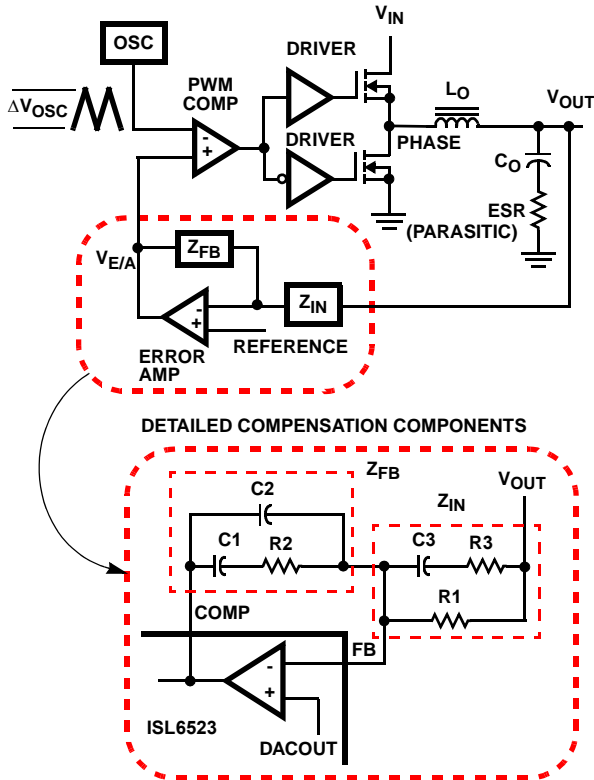 V_IN
OSC
DRIVER
PWM
COMP
ΔV_OSC
L_O
V_OUT
-
+
DRIVER
PHASE
C_O
ESR
(PARASITIC)
Z_FB
V_E/A
-
+
Z_IN
REFERENCE
ERROR
AMP
DETAILED COMPENSATION COMPONENTS
Z_FB
V_OUT
C2
Z_IN
C1
R2
C3
R3
R1
COMP
FB
-
+
ISL6523
DACOUT